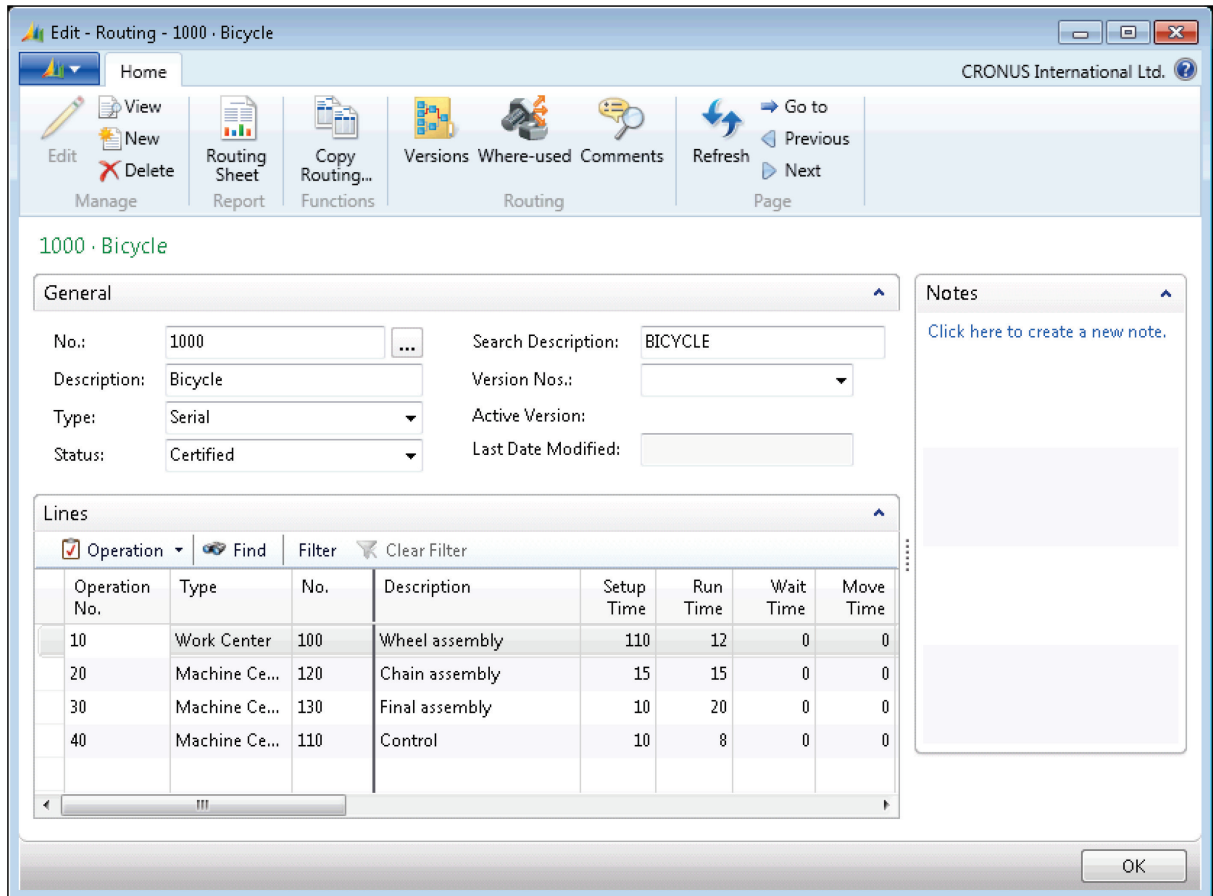 Edit - Routing - 1000 · Bicycle
Home
CRONUS International Ltd.
Edit
View
New
Delete
Manage
Routing
Sheet
Report
Copy
Routing...
Functions
Versions
Where-used
Comments
Routing
Refresh
Go to
Previous
Next
Page
1000 · Bicycle
General
No.: 1000 ...
Description: Bicycle
Type: Serial
Status: Certified
Search Description: BICYCLE
Version Nos.:
Active Version:
Last Date Modified:
Notes
Click here to create a new note.
Lines
Operation Find Filter Clear Filter
Operation No. Type No. Description Setup Time Run Time Wait Time Move Time
10 Work Center 100 Wheel assembly 110 12 0 0
20 Machine Ce... 120 Chain assembly 15 15 0 0
30 Machine Ce... 130 Final assembly 10 20 0 0
40 Machine Ce... 110 Control 10 8 0 0
OK